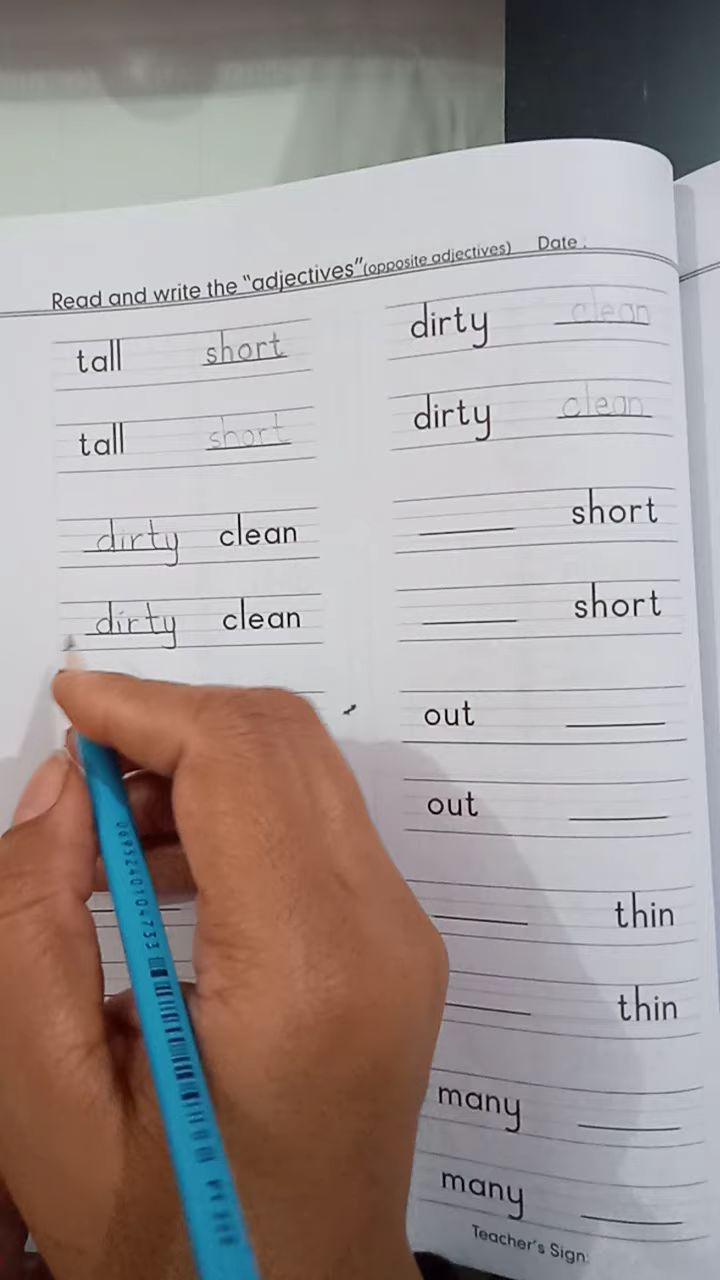 Read and write the "adjectives"(opposite adjectives) Date :
tall short
tall short
dirty clean
dirty clean
dirty clean
dirty clean
short
short
out
out
thin
thin
many
many
Teacher's Sign: